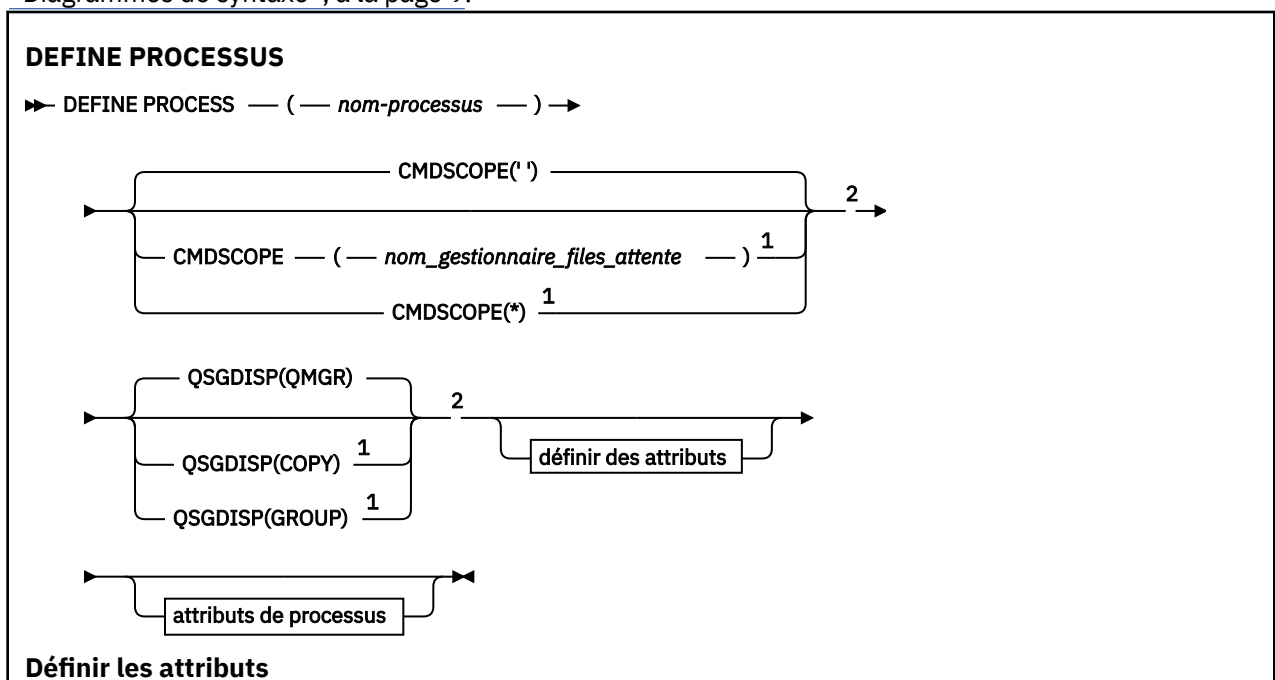 "Diagrammes de syntaxe", à la page 9.
DEFINE PROCESSUS
DEFINE PROCESS ( nom-processus )
CMDSCOPE(' ')
2
CMDSCOPE ( nom_gestionnaire_files_attente ) 1
CMDSCOPE(*) 1
QSGDISP(QMGR)
2
QSGDISP(COPY) 1
définir des attributs
QSGDISP(GROUP) 1
attributs de processus
Définir les attributs